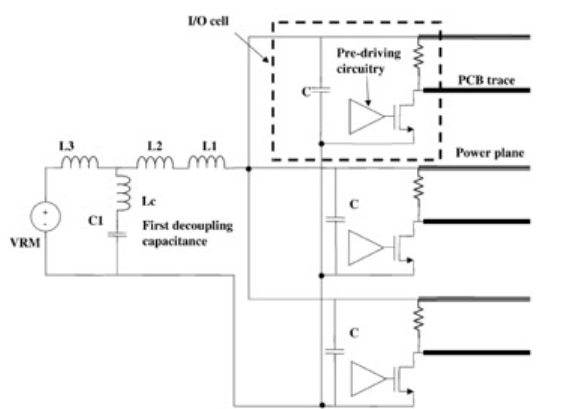 I/O cell
Pre-driving
circuitry
C
PCB trace
L3
L2
L1
Power plane
Lc
C1
First decoupling
capacitance
+
-
VRM
C
C